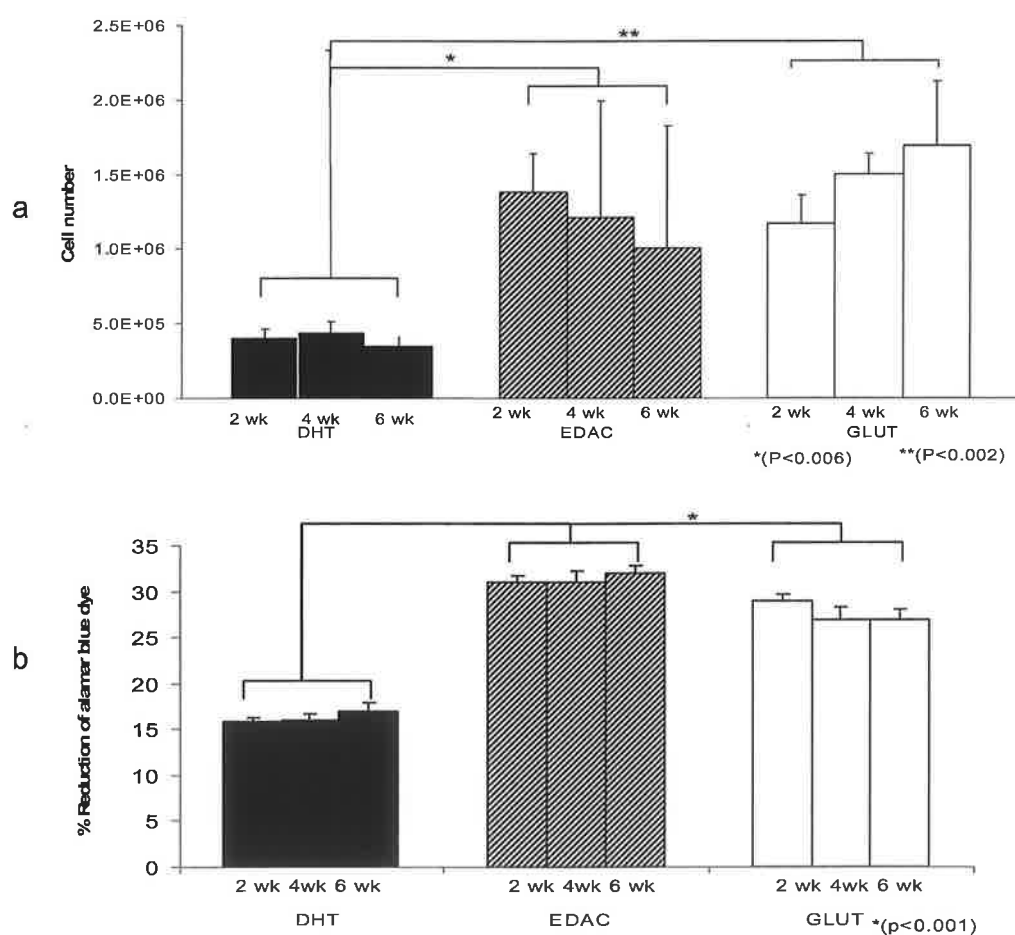 2.5E+06
**
*
2.0E+06
1.5E+06
a
Cell number
1.0E+06
5.0E+05
0.0E+00
2 wk 4 wk 6 wk 2 wk 4 wk 6 wk 2 wk 4 wk 6 wk
DHT EDAC GLUT
*(P<0.006) **(P<0.002)
*
35
30
25
b
% Reduction of alamar blue dye
20
15
10
5
0
2 wk 4wk 6 wk 2 wk 4wk 6 wk 2 wk 4wk 6 wk
DHT EDAC GLUT *(p<0.001)